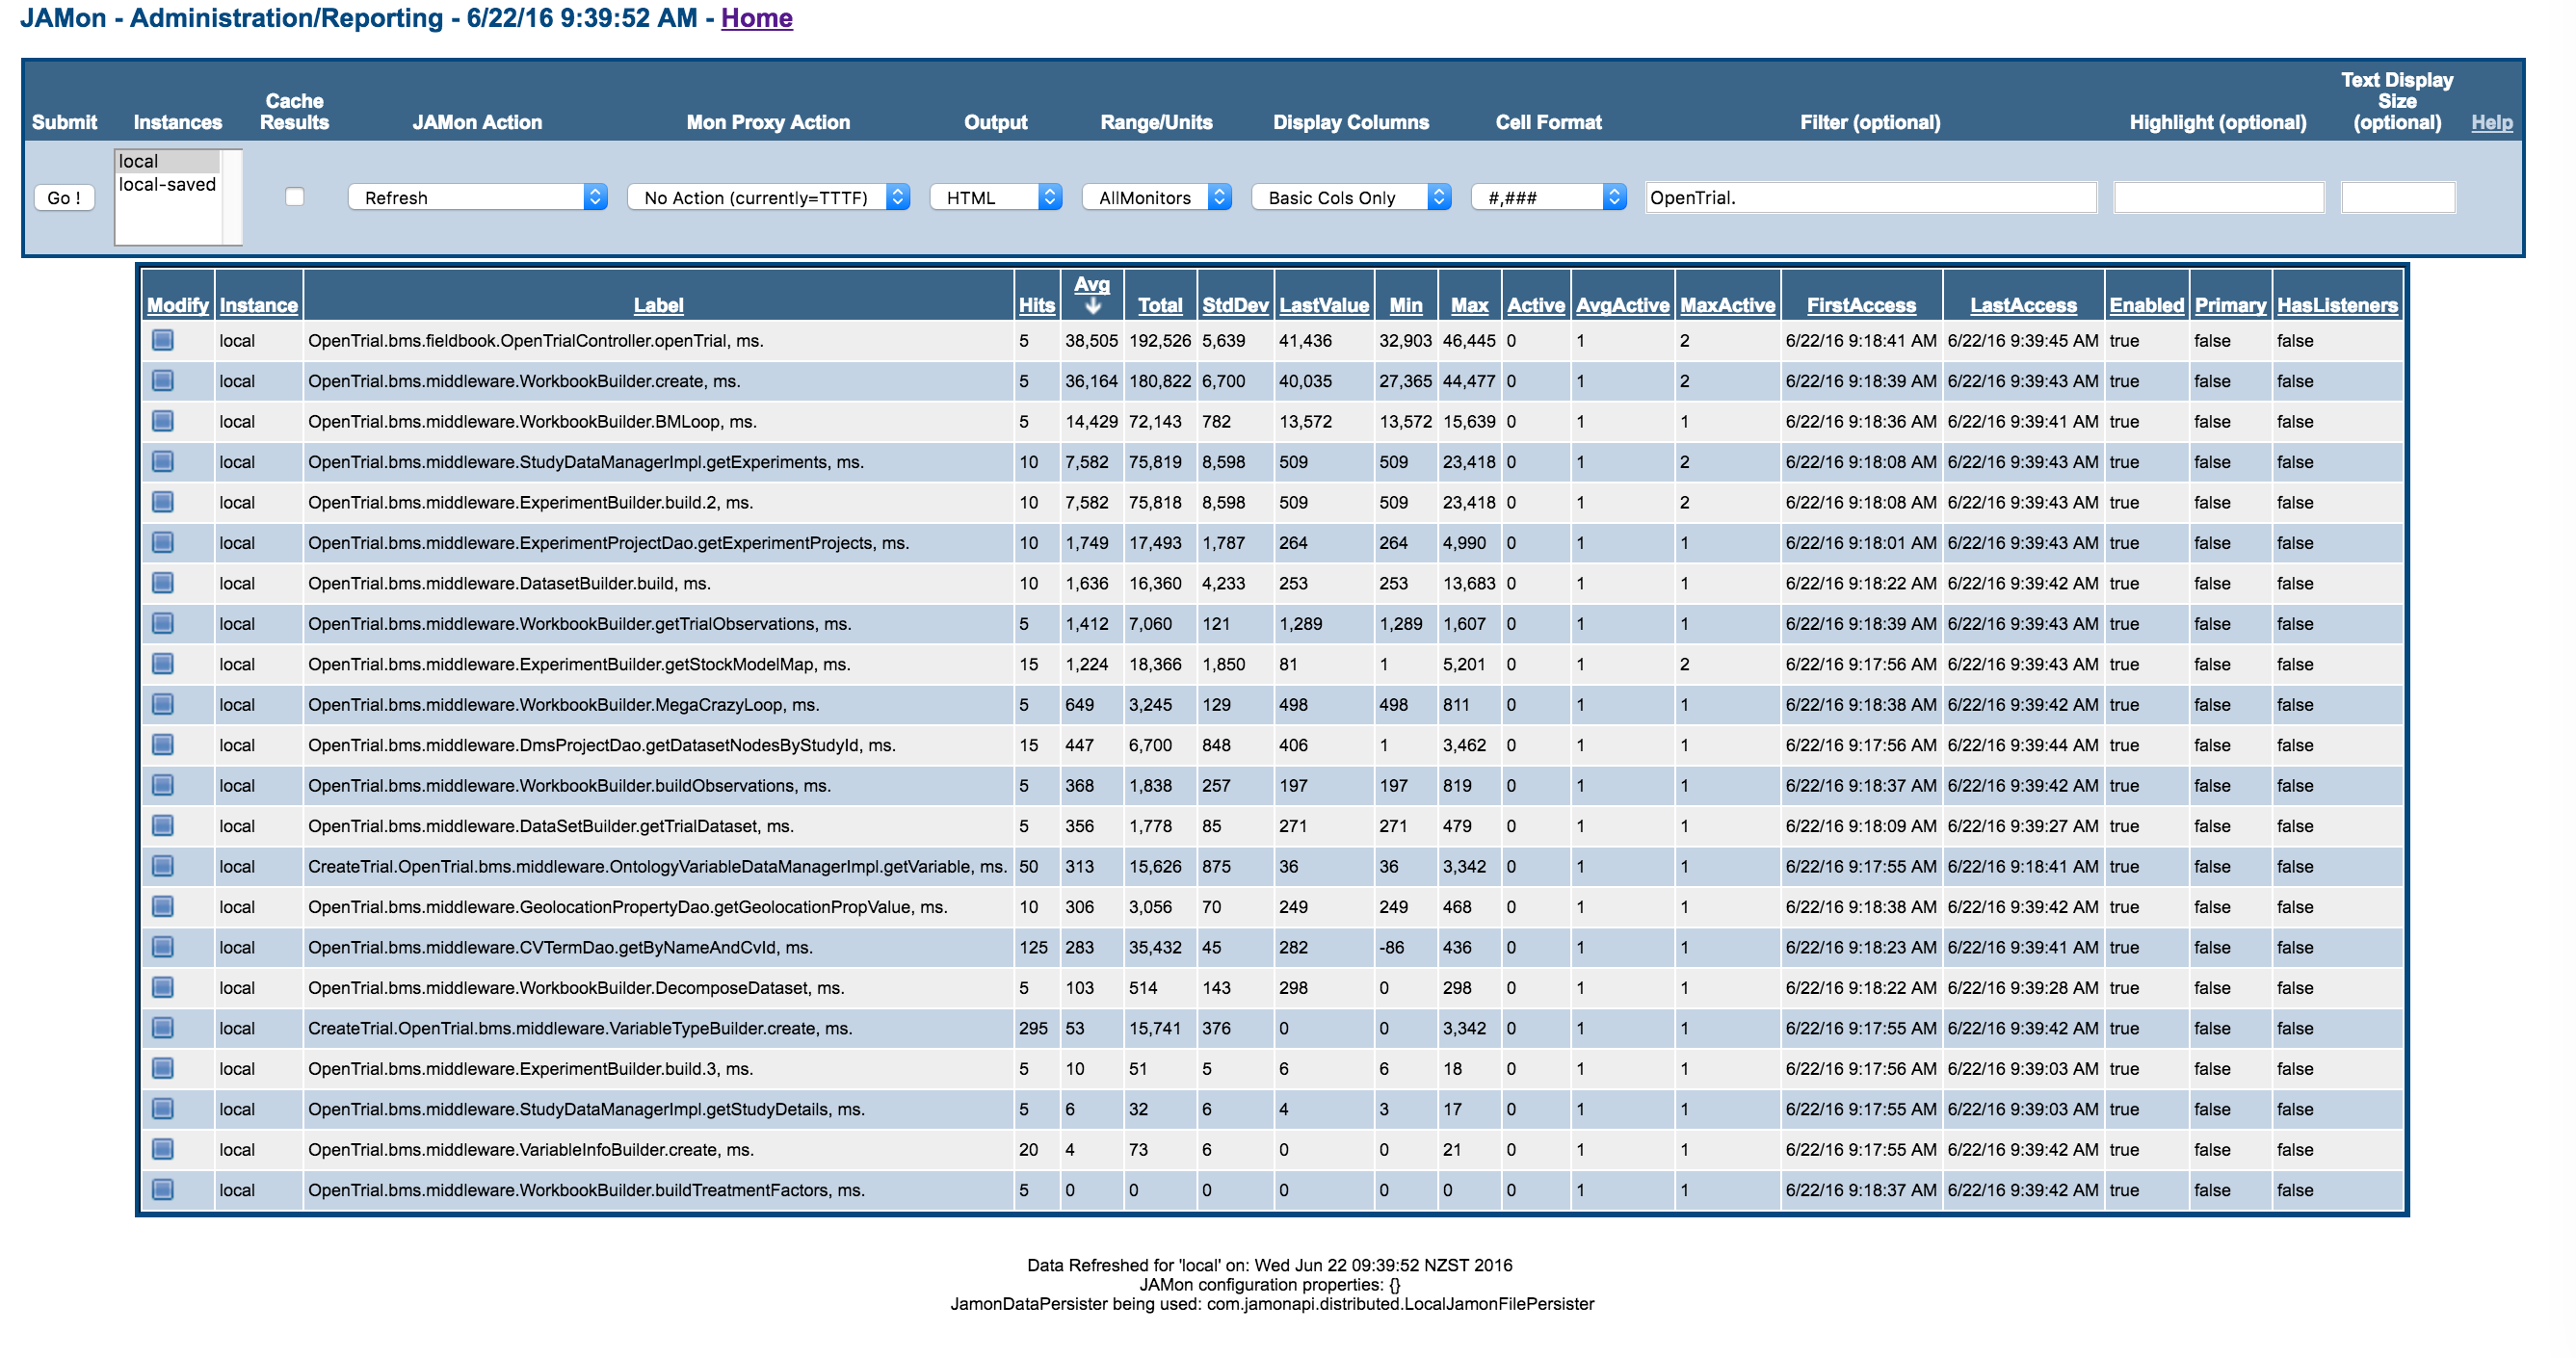 JAMon - Administration/Reporting - 6/22/16 9:39:52 AM - Home
Submit Instances Cache Results JAMon Action Mon Proxy Action Output Range/Units Display Columns Cell Format Filter (optional) Highlight (optional) Text Display Size (optional) Help
local
local-saved
Go ! Refresh No Action (currently=TTTF) HTML AllMonitors Basic Cols Only #,### OpenTrial.
Modify Instance Label Hits Avg Total StdDev LastValue Min Max Active AvgActive MaxActive FirstAccess LastAccess Enabled Primary HasListeners
local OpenTrial.bms.fieldbook.OpenTrialController.openTrial, ms. 5 38,505 192,526 5,639 41,436 32,903 46,445 0 1 2 6/22/16 9:18:41 AM 6/22/16 9:39:45 AM true false false
local OpenTrial.bms.middleware.WorkbookBuilder.create, ms. 5 36,164 180,822 6,700 40,035 27,365 44,477 0 1 2 6/22/16 9:18:39 AM 6/22/16 9:39:43 AM true false false
local OpenTrial.bms.middleware.WorkbookBuilder.BMLoop, ms. 5 14,429 72,143 782 13,572 13,572 15,639 0 1 1 6/22/16 9:18:36 AM 6/22/16 9:39:41 AM true false false
local OpenTrial.bms.middleware.StudyDataManagerImpl.getExperiments, ms. 10 7,582 75,819 8,598 509 509 23,418 0 1 2 6/22/16 9:18:08 AM 6/22/16 9:39:43 AM true false false
local OpenTrial.bms.middleware.ExperimentBuilder.build.2, ms. 10 7,582 75,818 8,598 509 509 23,418 0 1 2 6/22/16 9:18:08 AM 6/22/16 9:39:43 AM true false false
local OpenTrial.bms.middleware.ExperimentProjectDao.getExperimentProjects, ms. 10 1,749 17,493 1,787 264 264 4,990 0 1 1 6/22/16 9:18:01 AM 6/22/16 9:39:43 AM true false false
local OpenTrial.bms.middleware.DatasetBuilder.build, ms. 10 1,636 16,360 4,233 253 253 13,683 0 1 1 6/22/16 9:18:22 AM 6/22/16 9:39:42 AM true false false
local OpenTrial.bms.middleware.WorkbookBuilder.getTrialObservations, ms. 5 1,412 7,060 121 1,289 1,289 1,607 0 1 1 6/22/16 9:18:39 AM 6/22/16 9:39:43 AM true false false
local OpenTrial.bms.middleware.ExperimentBuilder.getStockModelMap, ms. 15 1,224 18,366 1,850 81 1 5,201 0 1 2 6/22/16 9:17:56 AM 6/22/16 9:39:43 AM true false false
local OpenTrial.bms.middleware.WorkbookBuilder.MegaCrazyLoop, ms. 5 649 3,245 129 498 498 811 0 1 1 6/22/16 9:18:38 AM 6/22/16 9:39:42 AM true false false
local OpenTrial.bms.middleware.DmsProjectDao.getDatasetNodesByStudyId, ms. 15 447 6,700 848 406 1 3,462 0 1 1 6/22/16 9:17:56 AM 6/22/16 9:39:44 AM true false false
local OpenTrial.bms.middleware.WorkbookBuilder.buildObservations, ms. 5 368 1,838 257 197 197 819 0 1 1 6/22/16 9:18:37 AM 6/22/16 9:39:42 AM true false false
local OpenTrial.bms.middleware.DataSetBuilder.getTrialDataset, ms. 5 356 1,778 85 271 271 479 0 1 1 6/22/16 9:18:09 AM 6/22/16 9:39:27 AM true false false
local CreateTrial.OpenTrial.bms.middleware.OntologyVariableDataManagerImpl.getVariable, ms. 50 313 15,626 875 36 36 3,342 0 1 1 6/22/16 9:17:55 AM 6/22/16 9:18:41 AM true false false
local OpenTrial.bms.middleware.GeolocationPropertyDao.getGeolocationPropValue, ms. 10 306 3,056 70 249 249 468 0 1 1 6/22/16 9:18:38 AM 6/22/16 9:39:42 AM true false false
local OpenTrial.bms.middleware.CVTermDao.getByNameAndCvId, ms. 125 283 35,432 45 282 -86 436 0 1 1 6/22/16 9:18:23 AM 6/22/16 9:39:41 AM true false false
local OpenTrial.bms.middleware.WorkbookBuilder.DecomposeDataset, ms. 5 103 514 143 298 0 298 0 1 1 6/22/16 9:18:22 AM 6/22/16 9:39:28 AM true false false
local CreateTrial.OpenTrial.bms.middleware.VariableTypeBuilder.create, ms. 295 53 15,741 376 0 0 3,342 0 1 1 6/22/16 9:17:55 AM 6/22/16 9:39:42 AM true false false
local OpenTrial.bms.middleware.ExperimentBuilder.build.3, ms. 5 10 51 5 6 6 18 0 1 1 6/22/16 9:17:56 AM 6/22/16 9:39:03 AM true false false
local OpenTrial.bms.middleware.StudyDataManagerImpl.getStudyDetails, ms. 5 6 32 6 4 3 17 0 1 1 6/22/16 9:17:55 AM 6/22/16 9:39:03 AM true false false
local OpenTrial.bms.middleware.VariableInfoBuilder.create, ms. 20 4 73 6 0 0 21 0 1 1 6/22/16 9:17:55 AM 6/22/16 9:39:42 AM true false false
local OpenTrial.bms.middleware.WorkbookBuilder.buildTreatmentFactors, ms. 5 0 0 0 0 0 0 0 1 1 6/22/16 9:18:37 AM 6/22/16 9:39:42 AM true false false
Data Refreshed for 'local' on: Wed Jun 22 09:39:52 NZST 2016
JAMon configuration properties: {}
JamonDataPersister being used: com.jamonapi.distributed.LocalJamonFilePersister